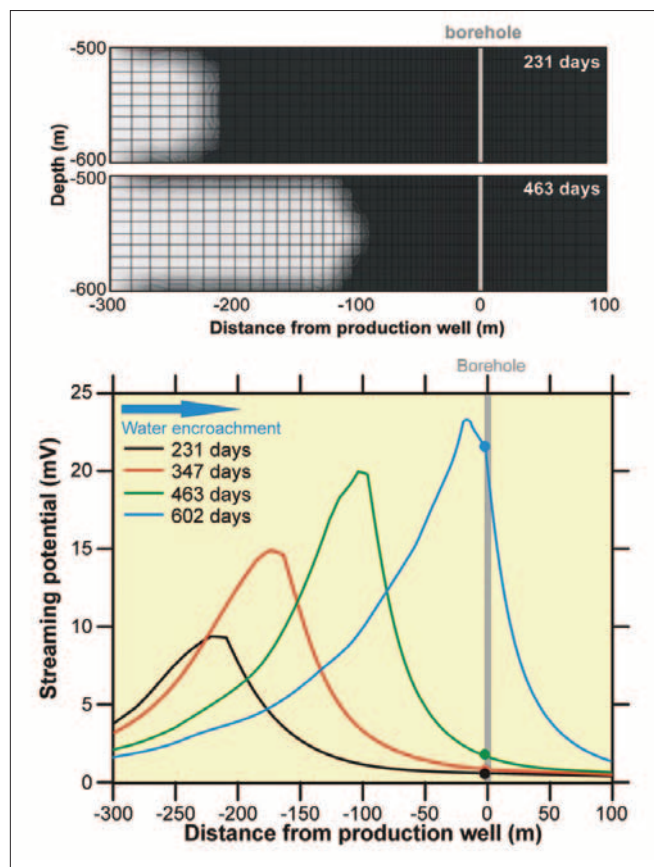 borehole
-500
231 days
Depth (m)
-600
-500
463 days
-600
-300 -200 -100 0 100
Distance from production well (m)
Borehole
25
Water encroachment
231 days
20
347 days
463 days
602 days
15
Streaming potential (mV)
10
5
0
-300 -250 -200 -150 -100 -50 0 50 100
Distance from production well (m)